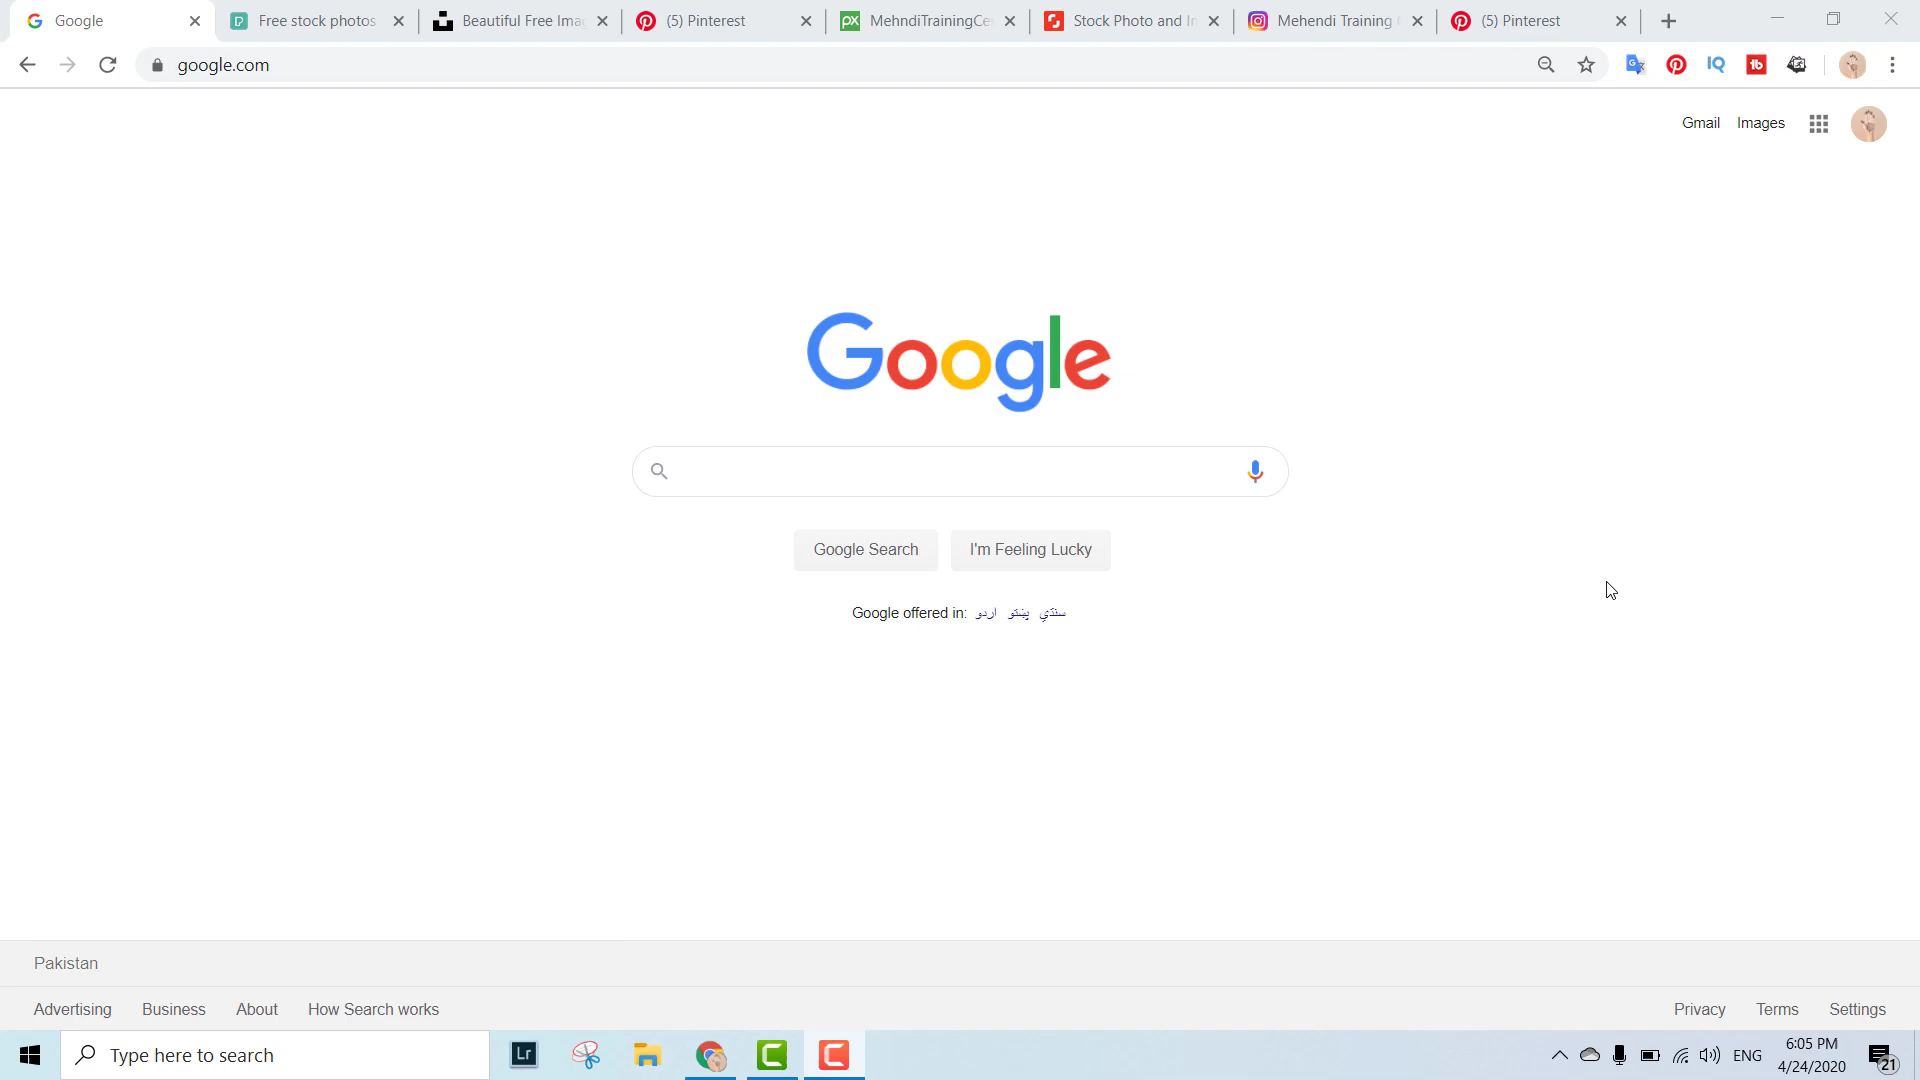 Google
Free stock photos
Beautiful Free Imag
(5) Pinterest
MehndiTrainingCe
Stock Photo and In
Mehendi Training
(5) Pinterest
google.com
Gmail Images
Google
Google Search
I'm Feeling Lucky
Google offered in: اردو پښتو سنڌي
Pakistan
Advertising Business About How Search works
Privacy Terms Settings
Lr
Type here to search
ENG
6:05 PM
4/24/2020
21